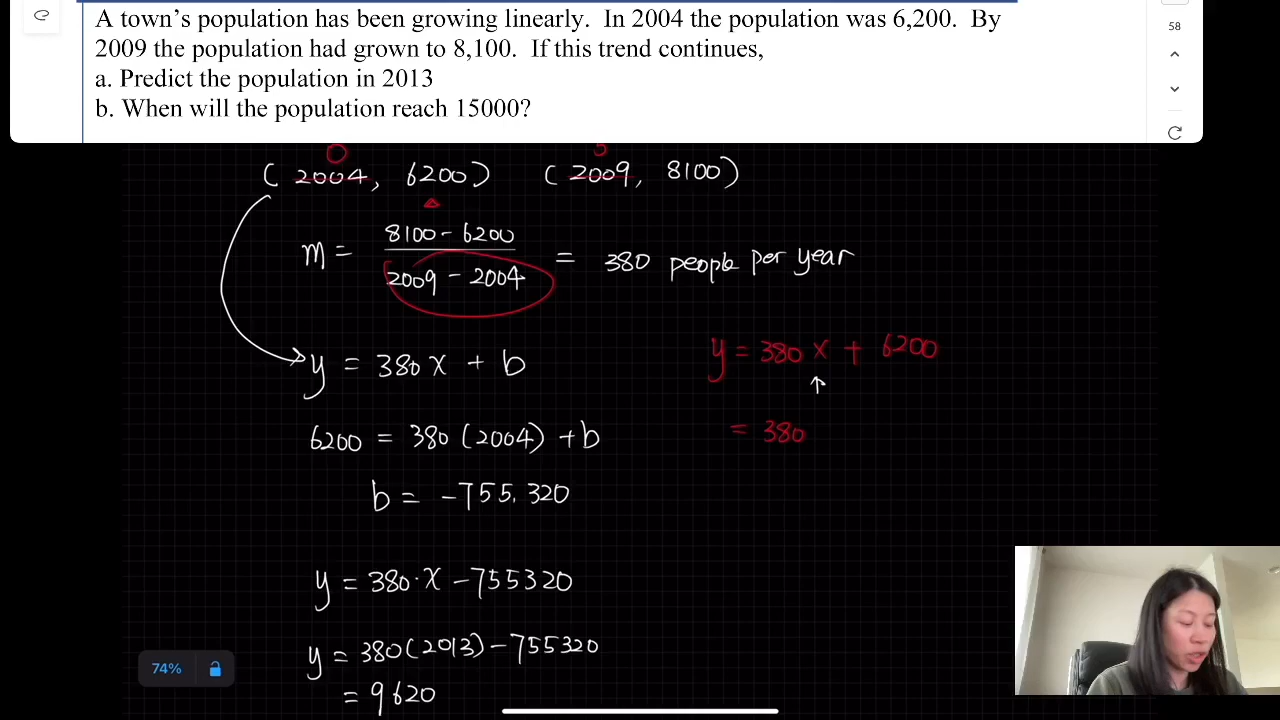 A town's population has been growing linearly. In 2004 the population was 6,200. By
2009 the population had grown to 8,100. If this trend continues,
a. Predict the population in 2013
b. When will the population reach 15000?
58
0 5
(2004, 6200) (2009, 8100)
m = 8100 - 6200 / 2009 - 2004 = 380 people per year
y = 380x + b
y = 380x + 6200
6200 = 380(2004) + b
= 380
b = -755.320
y = 380·x - 755320
y = 380(2013) - 755320
= 9620
74%